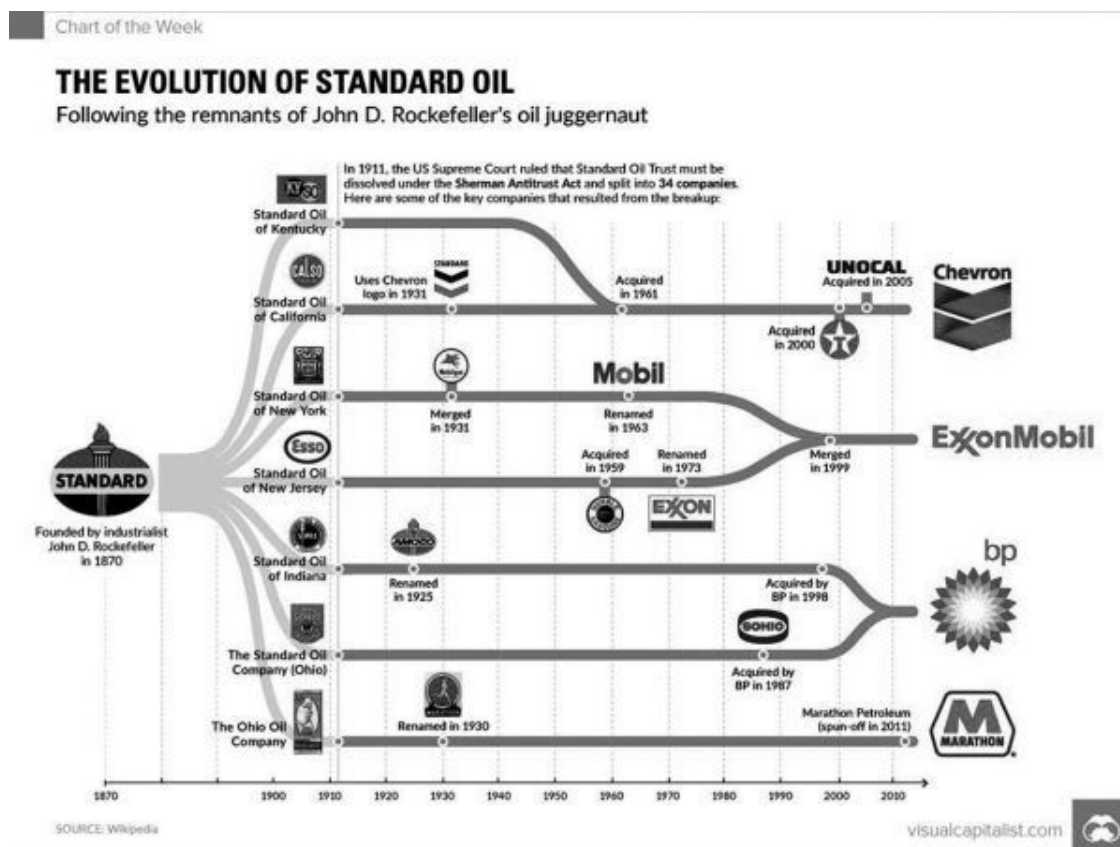 Chart of the Week
THE EVOLUTION OF STANDARD OIL
Following the remnants of John D. Rockefeller's oil juggernaut
In 1911, the US Supreme Court ruled that Standard Oil Trust must be
dissolved under the Sherman Antitrust Act and split into 34 companies.
Here are some of the key companies that resulted from the breakup:
Standard Oil
of Kentucky
CALSO
Standard Oil
of California
Uses Chevron
logo in 1931
STANDARD
Acquired
in 1961
UNOCAL
Acquired in 2005
Acquired
in 2000
T
Chevron
Standard Oil
of New York
Merged
in 1931
Mobil
Renamed
in 1963
Esso
Standard Oil
of New Jersey
Acquired
in 1959
Renamed
in 1973
EXXON
Merged
in 1999
ExxonMobil
STANDARD
Founded by industrialist
John D. Rockefeller
in 1870
Standard Oil
of Indiana
AMOCO
Renamed
in 1925
Acquired by
BP in 1998
bp
The Standard Oil
Company (Ohio)
SOHIO
Acquired by
BP in 1987
The Ohio Oil
Company
Renamed in 1930
Marathon Petroleum
(spun-off in 2011)
M
MARATHON
1870
1900
1910
1920
1930
1940
1950
1960
1970
1980
1990
2000
2010
SOURCE: Wikipedia
visualcapitalist.com